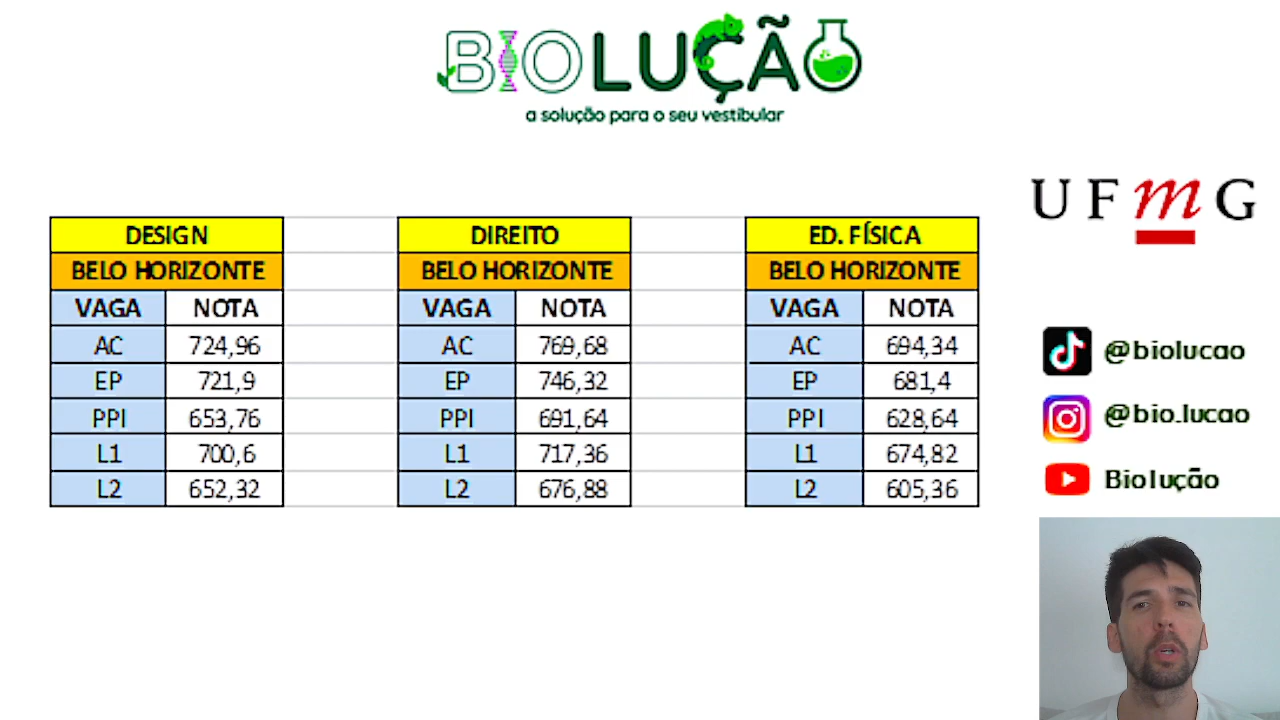 BIOLUÇÃO
a solução para o seu vestibular
UFmG
DESIGN
BELO HORIZONTE
VAGA NOTA
AC 724,96
EP 721,9
PPI 653,76
L1 700,6
L2 652,32
DIREITO
BELO HORIZONTE
VAGA NOTA
AC 769,68
EP 746,32
PPI 691,64
L1 717,36
L2 676,88
ED. FÍSICA
BELO HORIZONTE
VAGA NOTA
AC 694,34
EP 681,4
PPI 628,64
L1 674,82
L2 605,36
@biolucao
@bio.lucao
Biolução